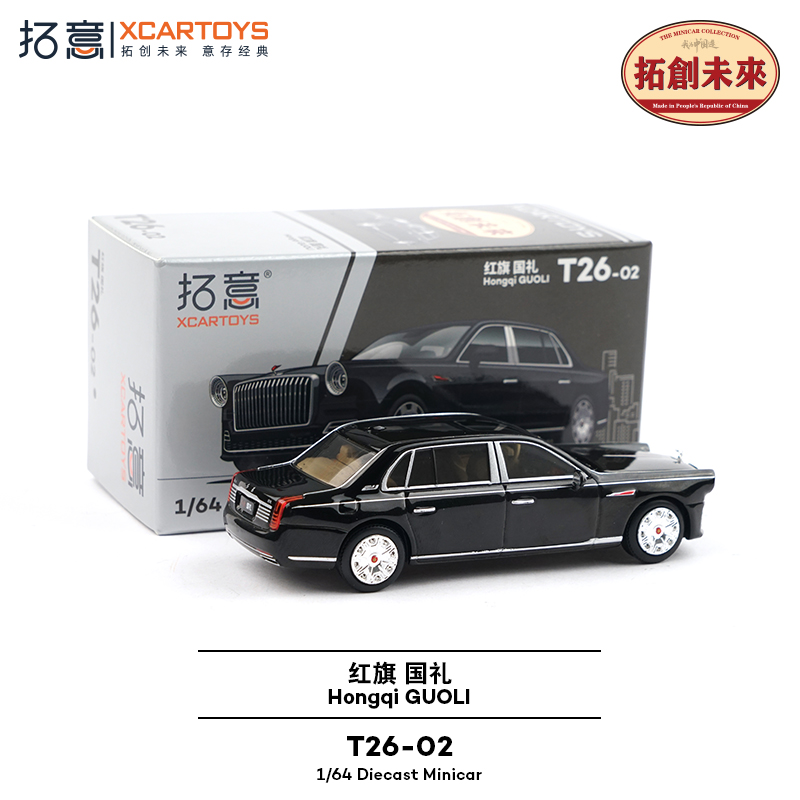 拓意
XCARTOYS
拓创未来 意存经典
THE MINICAR COLLECTION
拓創未來
Made in People's Republic of China
T26-02
红旗 国礼
Hongqi GUOLI
T26-02
拓意®
XCARTOYS
T26-02
拓意
XCARTOYS
1/64
红旗 国礼
Hongqi GUOLI
T26-02
1/64 Diecast Minicar